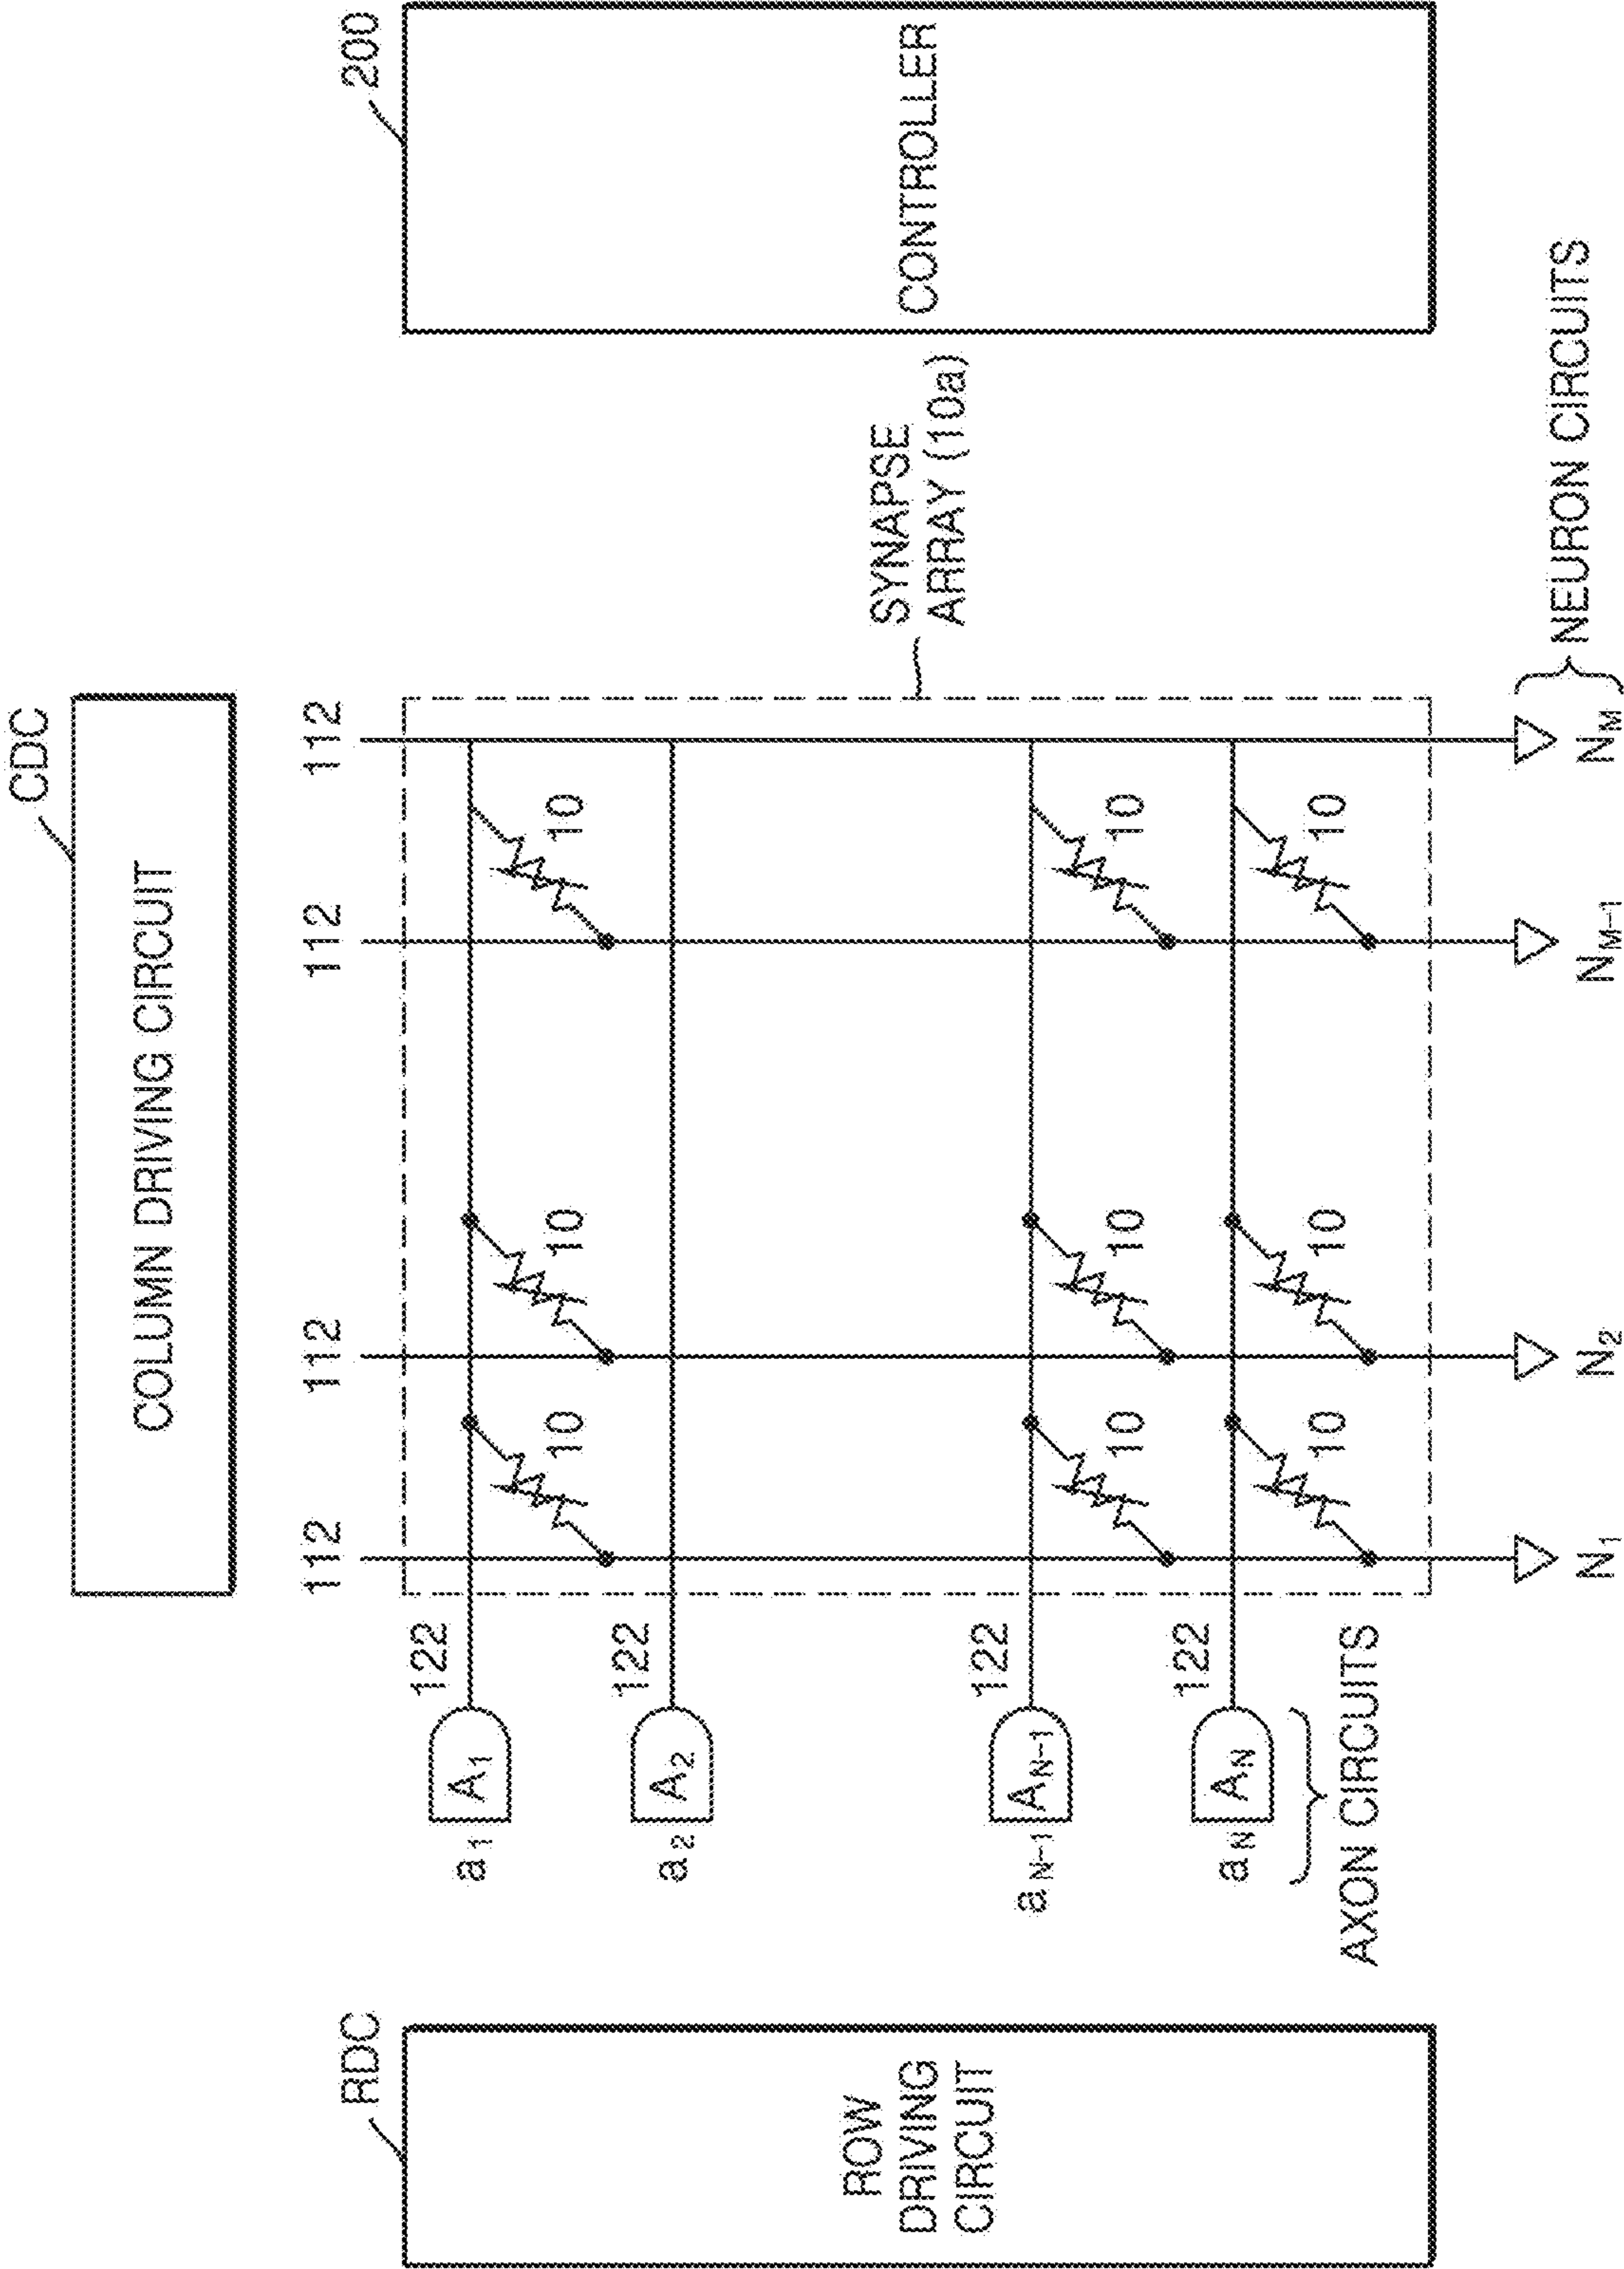 CDC
COLUMN DRIVING CIRCUIT
RDC
112
112
112
112
200
ROW
DRIVING
CIRCUIT
a1 A1 122
10
10
10
a2 A2 122
SYNAPSE
ARRAY (10a)
CONTROLLER
aN-1 AN-1 122
10
10
10
aN AN 122
10
10
10
AXON CIRCUITS
N1
N2
NM-1
NM
NEURON CIRCUITS